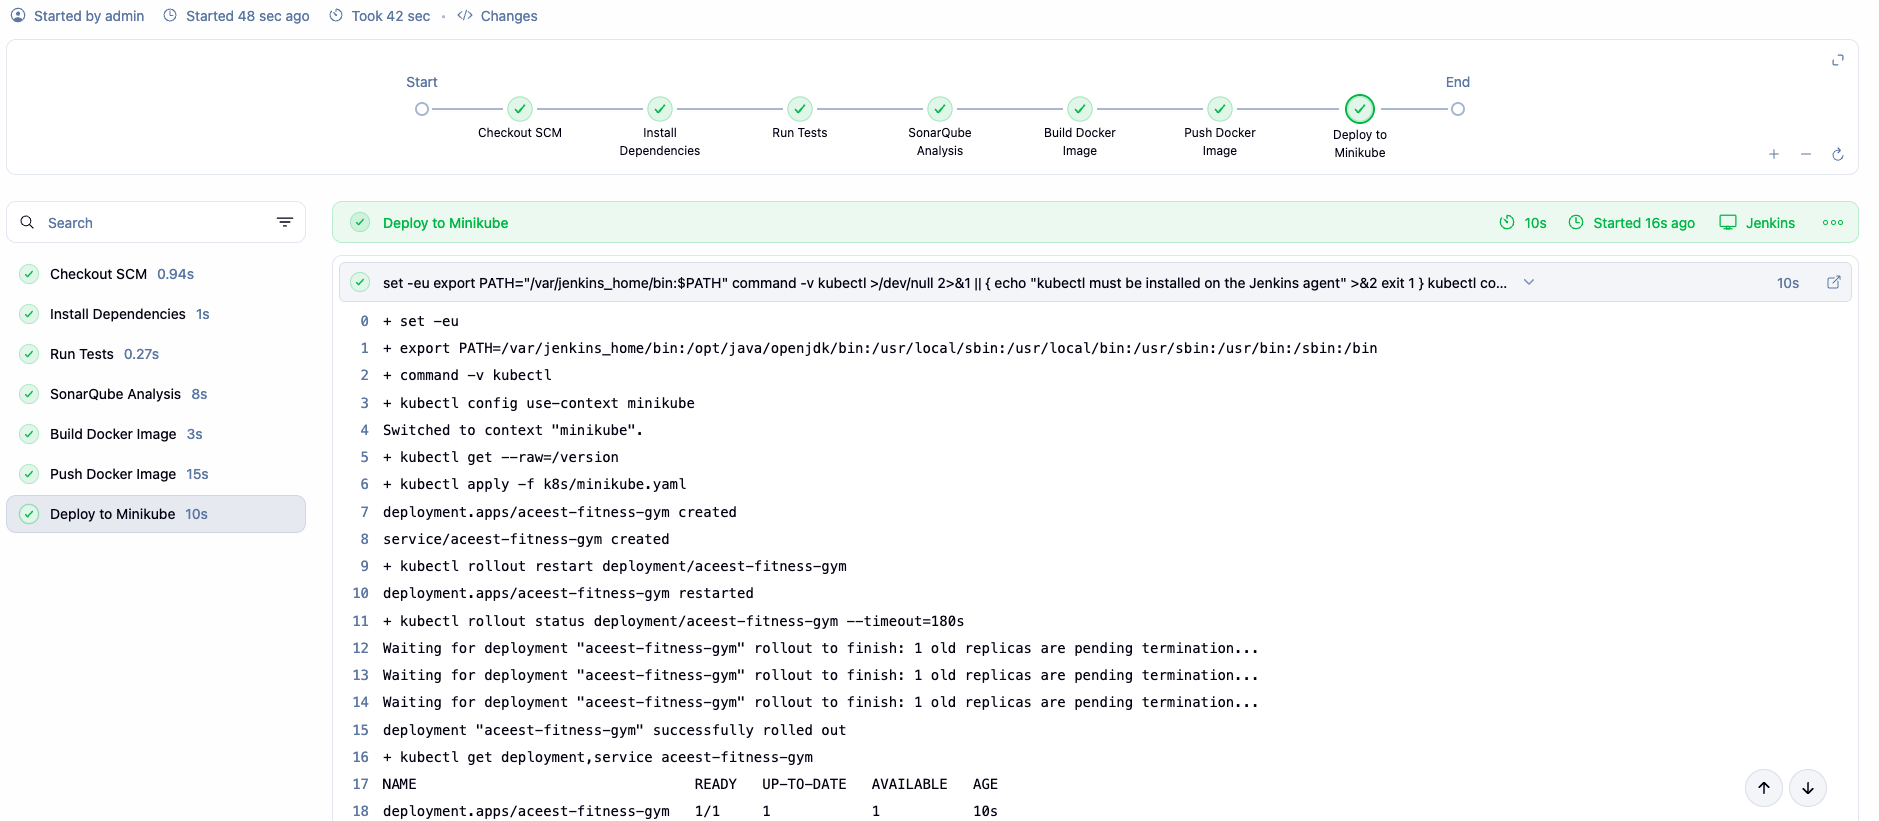 Started by admin Started 48 sec ago Took 42 sec Changes
Start End
Checkout SCM
Install Dependencies
Run Tests
SonarQube Analysis
Build Docker Image
Push Docker Image
Deploy to Minikube
Search
Checkout SCM 0.94s
Install Dependencies 1s
Run Tests 0.27s
SonarQube Analysis 8s
Build Docker Image 3s
Push Docker Image 15s
Deploy to Minikube 10s
Deploy to Minikube 10s Started 16s ago Jenkins
set -eu export PATH="/var/jenkins_home/bin:$PATH" command -v kubectl >/dev/null 2>&1 || { echo "kubectl must be installed on the Jenkins agent" >&2 exit 1 } kubectl co... 10s
0 + set -eu
1 + export PATH=/var/jenkins_home/bin:/opt/java/openjdk/bin:/usr/local/sbin:/usr/local/bin:/usr/sbin:/usr/bin:/sbin:/bin
2 + command -v kubectl
3 + kubectl config use-context minikube
4 Switched to context "minikube".
5 + kubectl get --raw=/version
6 + kubectl apply -f k8s/minikube.yaml
7 deployment.apps/aceest-fitness-gym created
8 service/aceest-fitness-gym created
9 + kubectl rollout restart deployment/aceest-fitness-gym
10 deployment.apps/aceest-fitness-gym restarted
11 + kubectl rollout status deployment/aceest-fitness-gym --timeout=180s
12 Waiting for deployment "aceest-fitness-gym" rollout to finish: 1 old replicas are pending termination...
13 Waiting for deployment "aceest-fitness-gym" rollout to finish: 1 old replicas are pending termination...
14 Waiting for deployment "aceest-fitness-gym" rollout to finish: 1 old replicas are pending termination...
15 deployment "aceest-fitness-gym" successfully rolled out
16 + kubectl get deployment,service aceest-fitness-gym
17 NAME READY UP-TO-DATE AVAILABLE AGE
18 deployment.apps/aceest-fitness-gym 1/1 1 1 10s